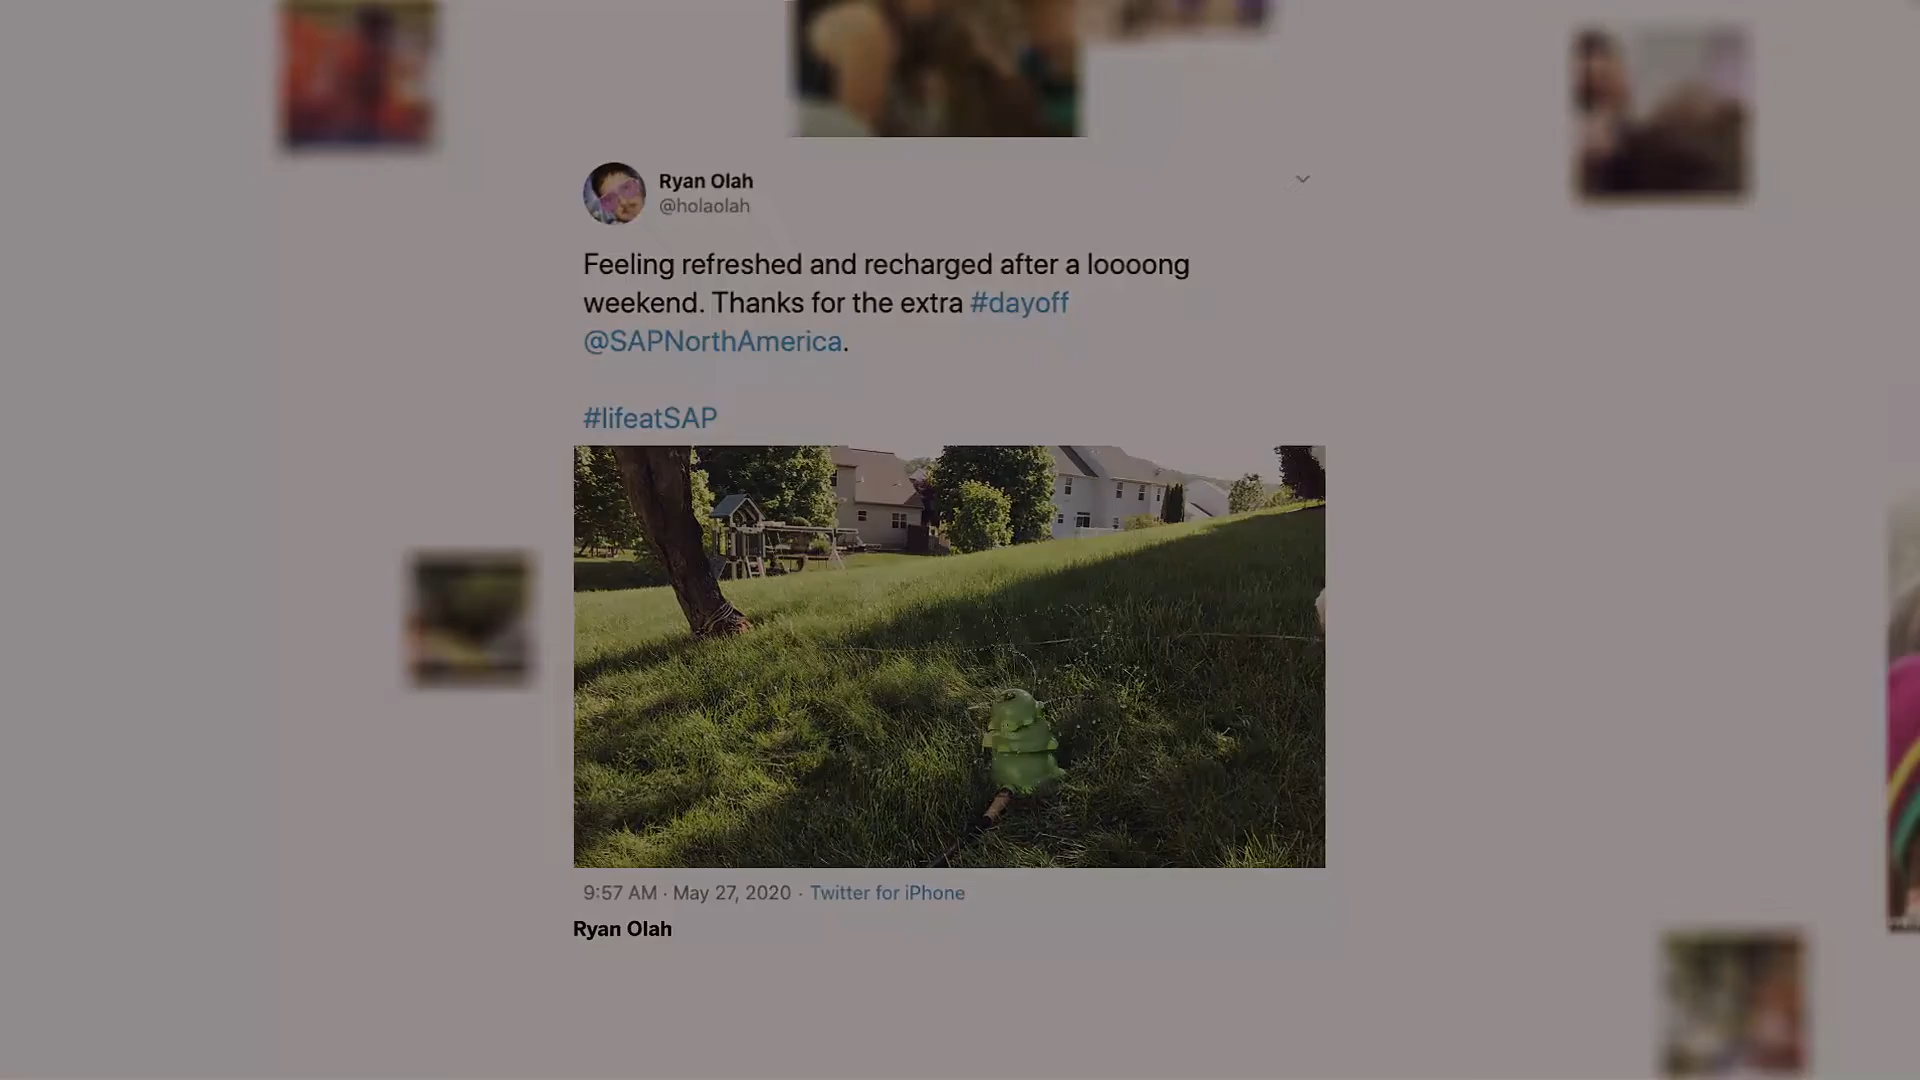 Ryan Olah
@holaolah
Feeling refreshed and recharged after a loooong
weekend. Thanks for the extra #dayoff
@SAPNorthAmerica.
#lifeatSAP
9:57 AM · May 27, 2020 · Twitter for iPhone
Ryan Olah